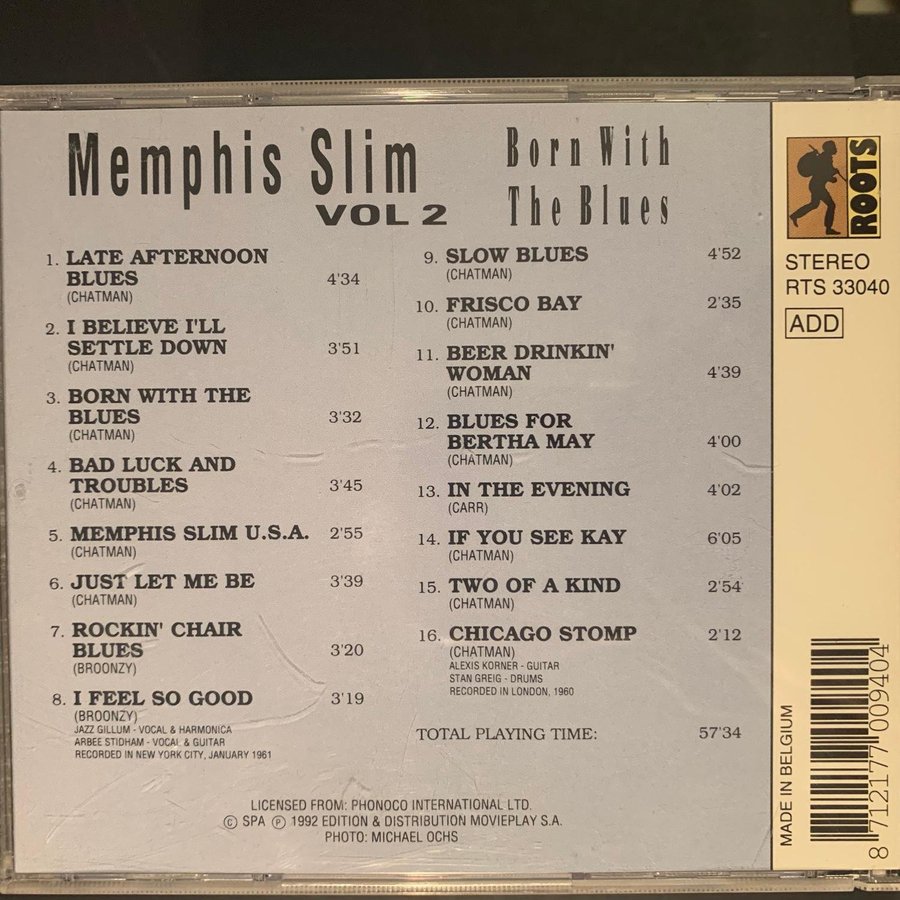 Memphis Slim
VOL 2
Born With
The Blues
1. LATE AFTERNOON
BLUES 4'34
(CHATMAN)
2. I BELIEVE I'LL
SETTLE DOWN 3'51
(CHATMAN)
3. BORN WITH THE
BLUES 3'32
(CHATMAN)
4. BAD LUCK AND
TROUBLES 3'45
(CHATMAN)
5. MEMPHIS SLIM U.S.A. 2'55
(CHATMAN)
6. JUST LET ME BE 3'39
(CHATMAN)
7. ROCKIN' CHAIR
BLUES 3'20
(BROONZY)
8. I FEEL SO GOOD 3'19
(BROONZY)
JAZZ GILLUM - VOCAL & HARMONICA
ARBEE STIDHAM - VOCAL & GUITAR
RECORDED IN NEW YORK CITY, JANUARY 1961
9. SLOW BLUES 4'52
(CHATMAN)
10. FRISCO BAY 2'35
(CHATMAN)
11. BEER DRINKIN'
WOMAN 4'39
(CHATMAN)
12. BLUES FOR
BERTHA MAY 4'00
(CHATMAN)
13. IN THE EVENING 4'02
(CARR)
14. IF YOU SEE KAY 6'05
(CHATMAN)
15. TWO OF A KIND 2'54
(CHATMAN)
16. CHICAGO STOMP 2'12
(CHATMAN)
ALEXIS KORNER - GUITAR
STAN GREIG - DRUMS
RECORDED IN LONDON, 1960
TOTAL PLAYING TIME: 57'34
LICENSED FROM: PHONOCO INTERNATIONAL LTD.
© SPA ℗ 1992 EDITION & DISTRIBUTION MOVIEPLAY S.A.
PHOTO: MICHAEL OCHS
ROOTS
STEREO
RTS 33040
ADD
MADE IN BELGIUM
8 712177 009404